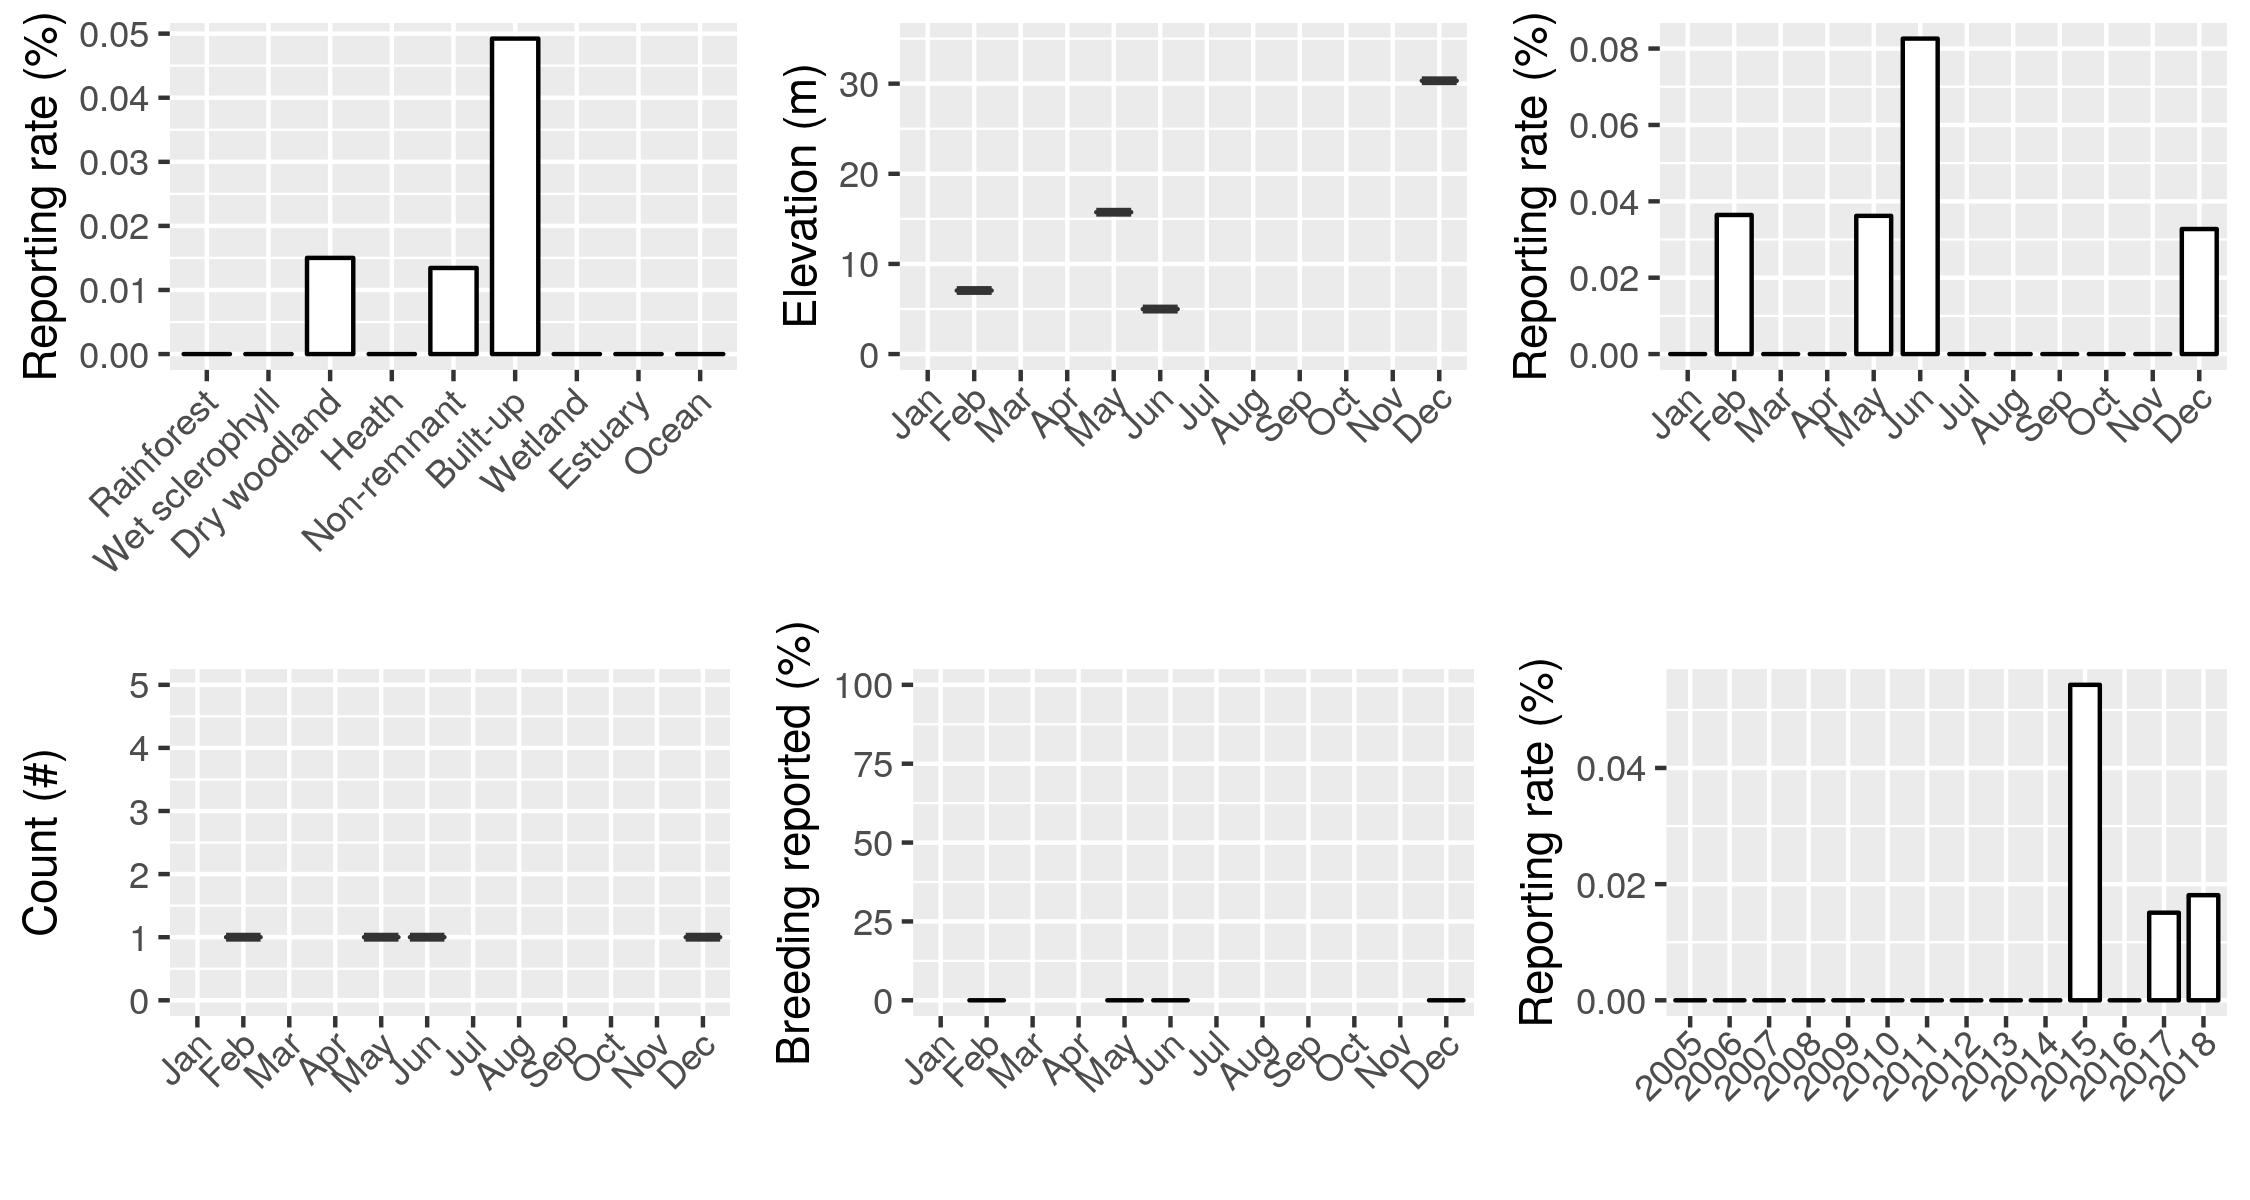 Reporting rate (%)
0.05
0.04
0.03
0.02
0.01
0.00
Rainforest
Wet sclerophyll
Dry woodland
Heath
Non-remnant
Built-up
Wetland
Estuary
Ocean
Elevation (m)
30
20
10
0
Jan
Feb
Mar
Apr
May
Jun
Jul
Aug
Sep
Oct
Nov
Dec
Reporting rate (%)
0.08
0.06
0.04
0.02
0.00
Jan
Feb
Mar
Apr
May
Jun
Jul
Aug
Sep
Oct
Nov
Dec
Count (#)
5
4
3
2
1
0
Jan
Feb
Mar
Apr
May
Jun
Jul
Aug
Sep
Oct
Nov
Dec
Breeding reported (%)
100
75
50
25
0
Jan
Feb
Mar
Apr
May
Jun
Jul
Aug
Sep
Oct
Nov
Dec
Reporting rate (%)
0.04
0.02
0.00
2005
2006
2007
2008
2009
2010
2011
2012
2013
2014
2015
2016
2017
2018